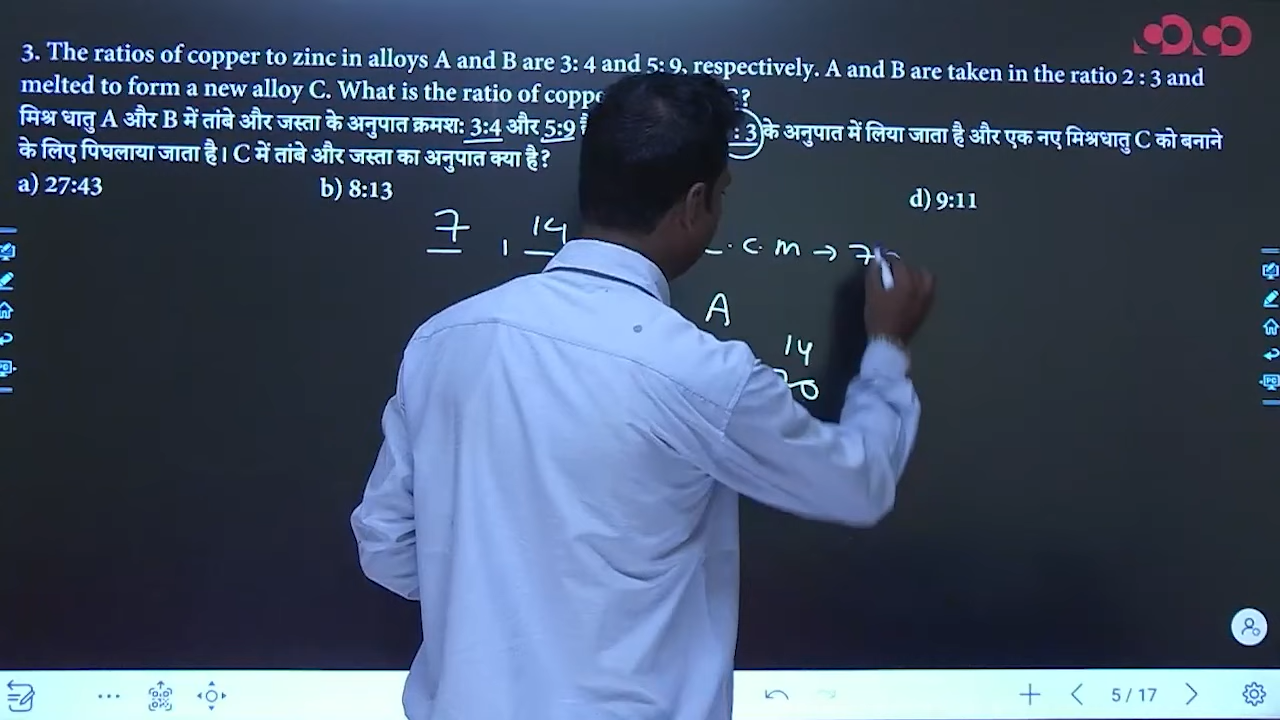 3. The ratios of copper to zinc in alloys A and B are 3: 4 and 5: 9, respectively. A and B are taken in the ratio 2 : 3 and
melted to form a new alloy C. What is the ratio of coppe ?
मिश्र धातु A और B में तांबे और जस्ता के अनुपात क्रमशः 3:4 और 5:9 : 3 के अनुपात में लिया जाता है और एक नए मिश्रधातु C को बनाने
के लिए पिघलाया जाता है। C में तांबे और जस्ता का अनुपात क्या है?
a) 27:43 b) 8:13 d) 9:11
7 , 14 . C. M → 7
A
14
5 / 17